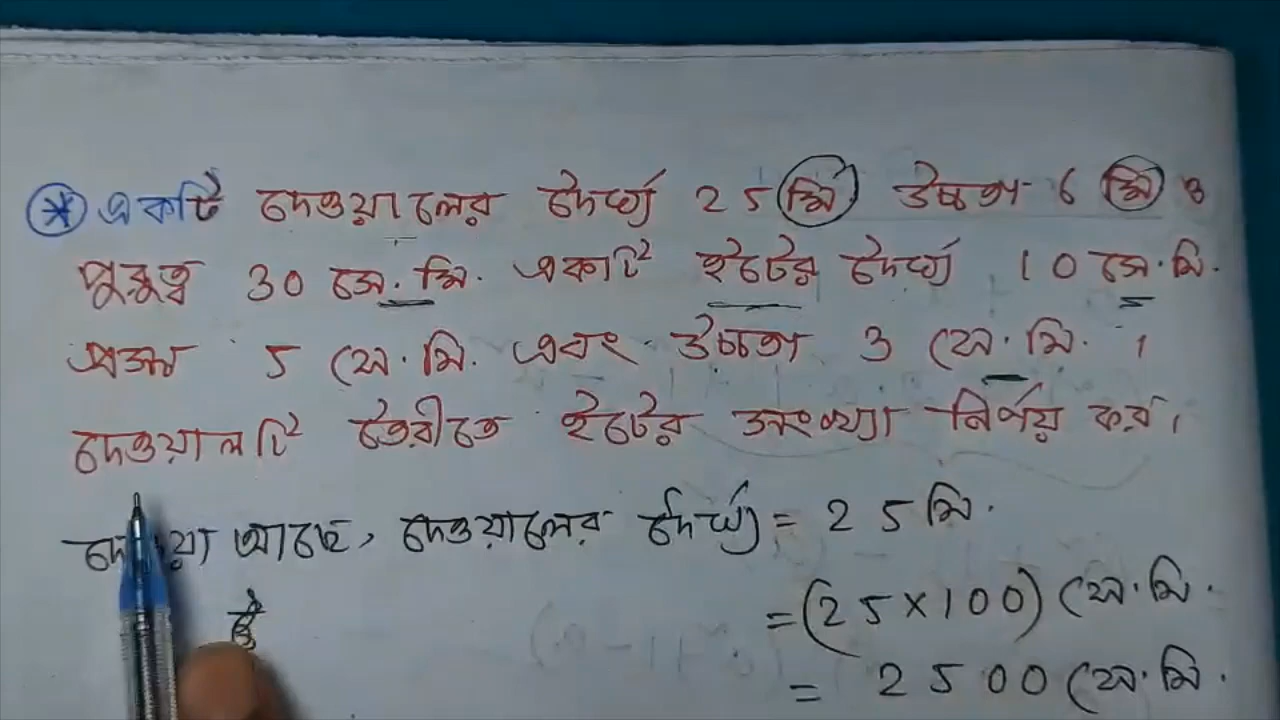 একটি দেওয়ালের দৈর্ঘ্য 25 মি উচ্চতা 6 মি ও
পুরুত্ব 30 সে. মি. একটি ইটের দৈর্ঘ্য 10 সে.মি.
প্রস্থ 5 সে.মি. এবং উচ্চতা 3 সে.মি. ।
দেওয়ালটি তৈরীতে ইটের সংখ্যা নির্ণয় কর।
আছে, দেওয়ালের দৈর্ঘ্য = 25 মি.
= (25×100) সে.মি.
= 2500 সে.মি.